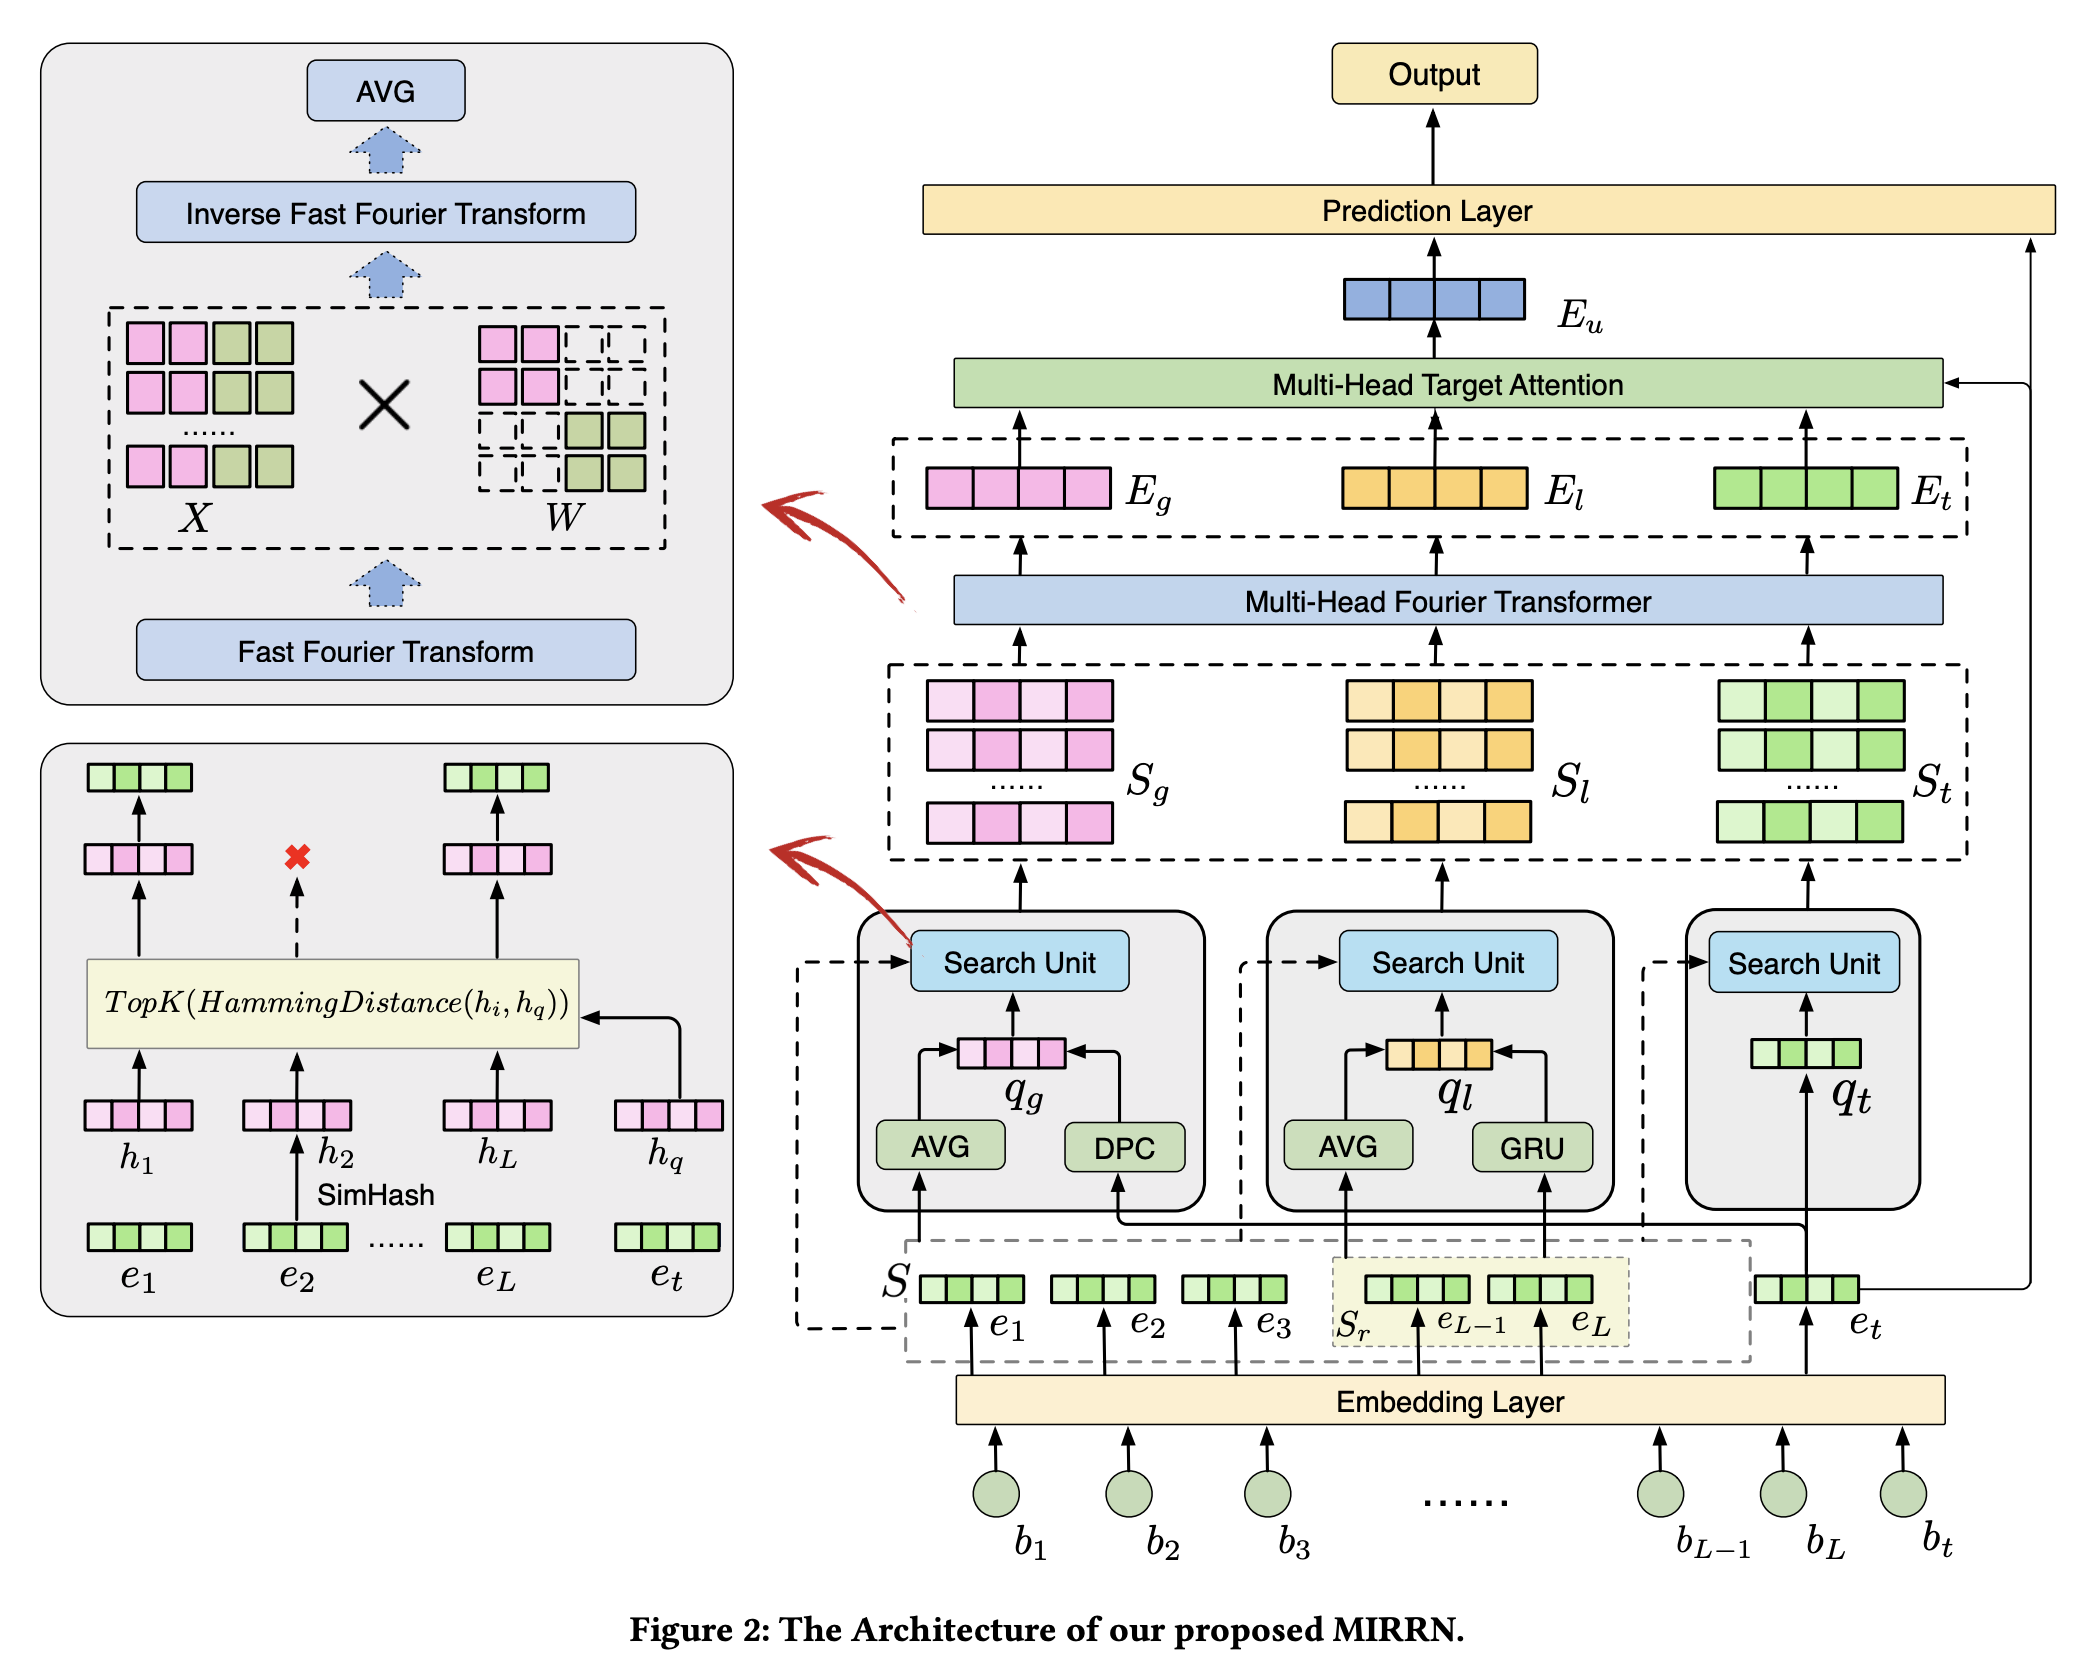 AVG
Inverse Fast Fourier Transform
X
......
W
Fast Fourier Transform
TopK(HammingDistance(h_i, h_q))
h_1 h_2 h_L h_q
SimHash
......
e_1 e_2 e_L e_t
Output
Prediction Layer
E_u
Multi-Head Target Attention
E_g E_l E_t
Multi-Head Fourier Transformer
S_g S_l S_t
...... ...... ......
Search Unit Search Unit Search Unit
q_g q_l q_t
AVG DPC AVG GRU
S
e_1 e_2 e_3 S_r e_{L-1} e_L e_t
Embedding Layer
......
b_1 b_2 b_3 b_{L-1} b_L b_t
Figure 2: The Architecture of our proposed MIRRN.